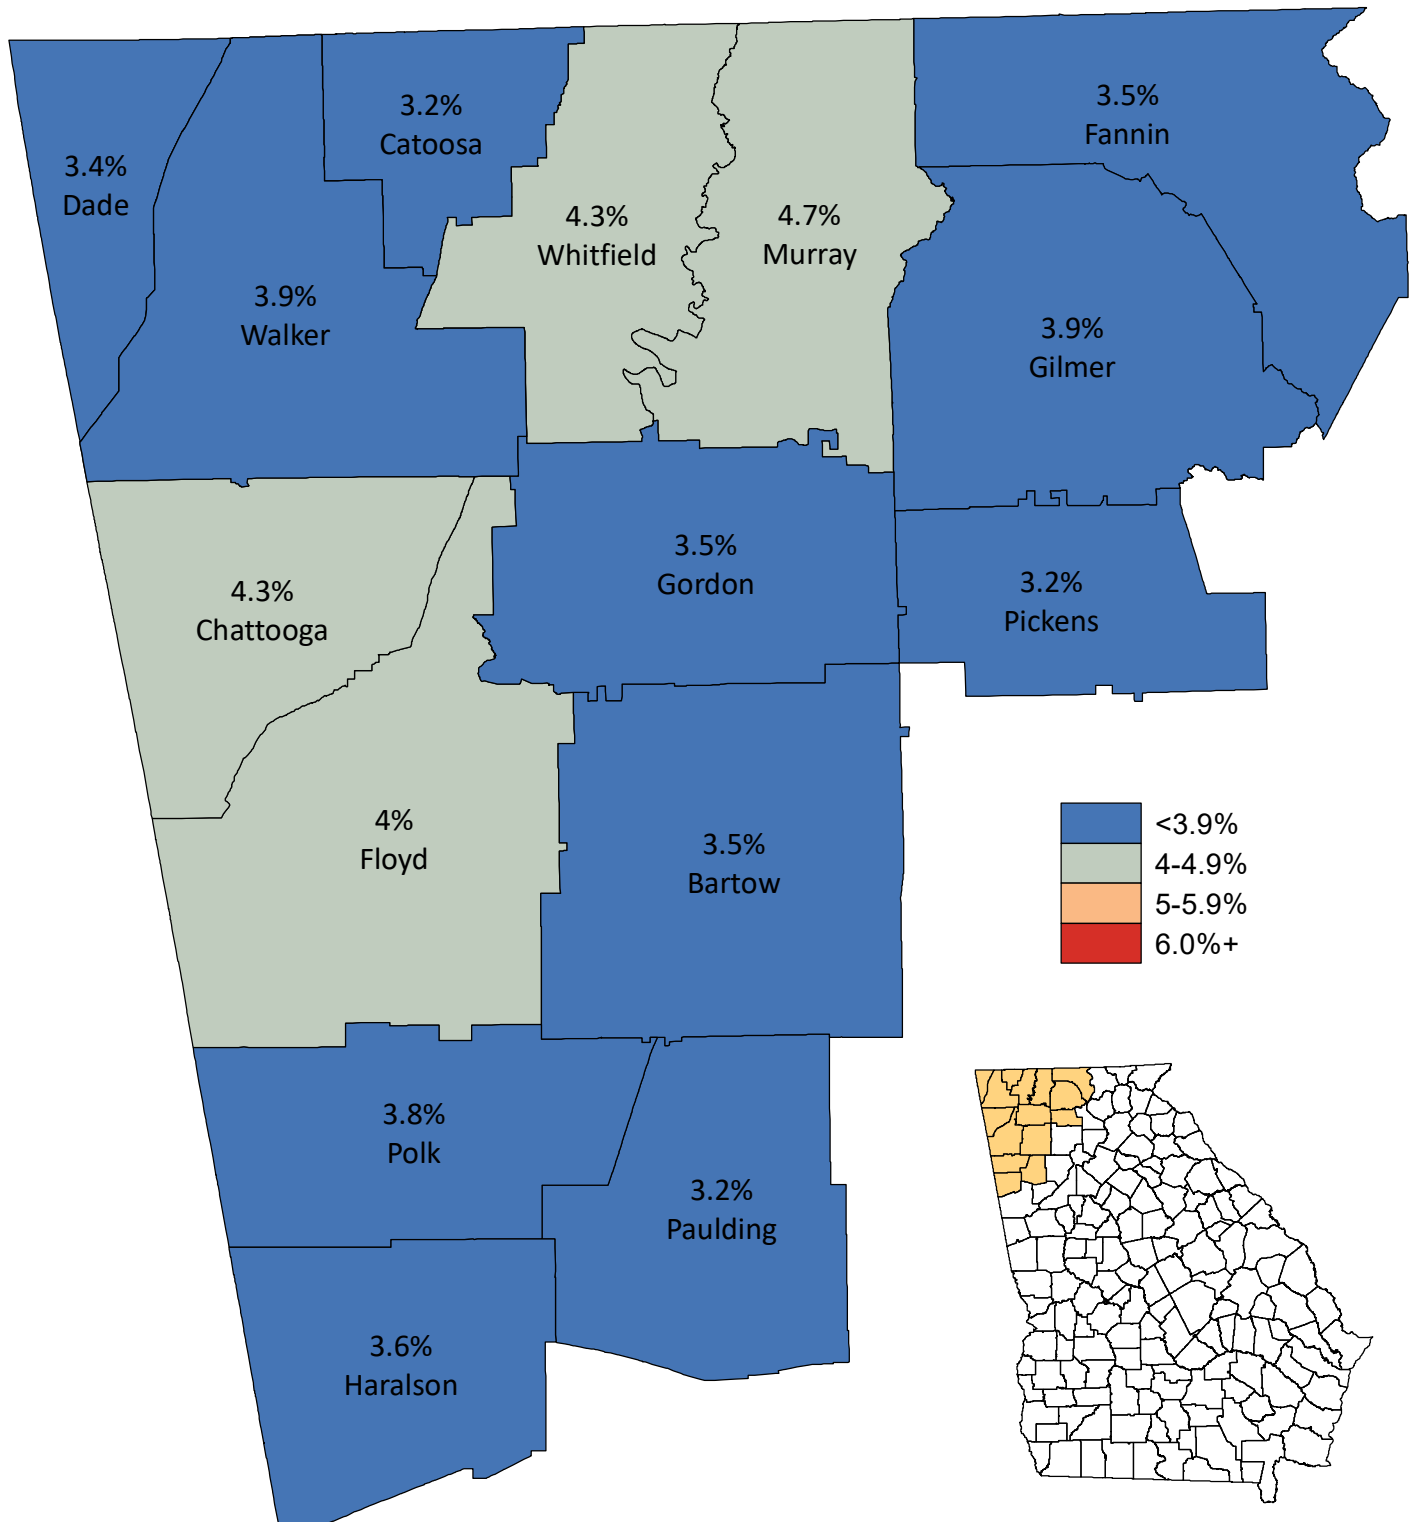 3.5%
Fannin
3.2%
Catoosa
3.4%
Dade
4.3%
Whitfield
4.7%
Murray
3.9%
Walker
3.9%
Gilmer
3.5%
Gordon
3.2%
Pickens
4.3%
Chattooga
4%
Floyd
3.5%
Bartow
<3.9%
4-4.9%
5-5.9%
6.0%+
3.8%
Polk
3.2%
Paulding
3.6%
Haralson